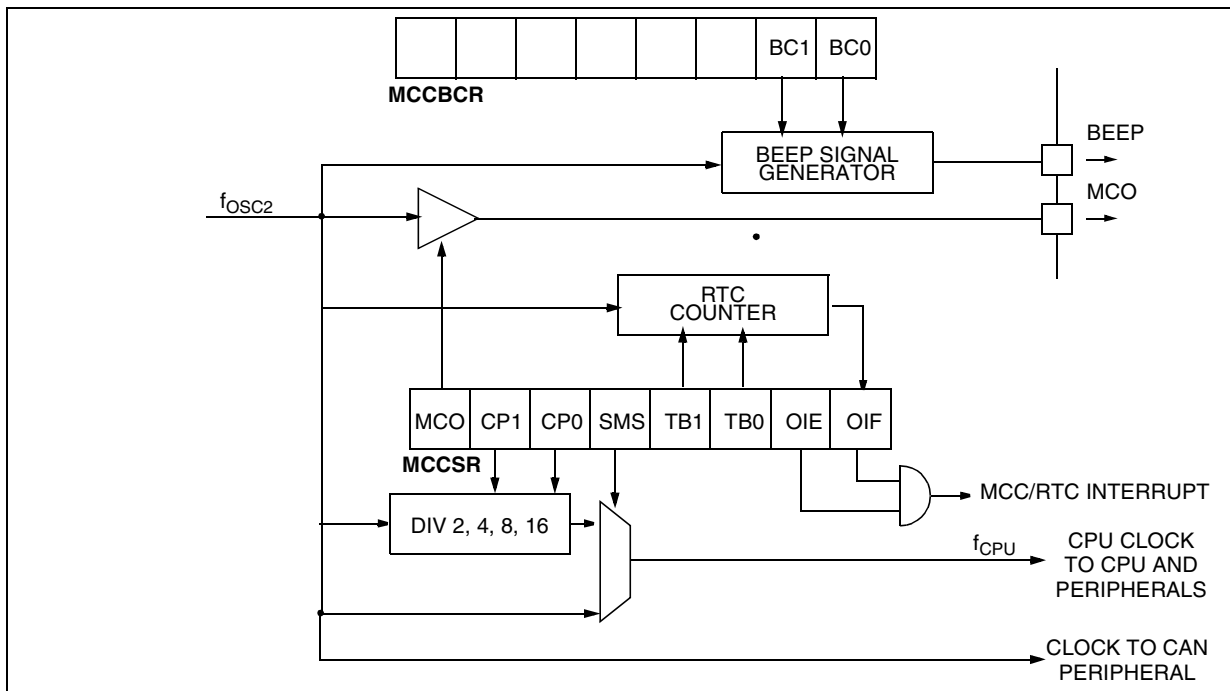 BC1 BC0
MCCBCR
BEEP SIGNAL
GENERATOR
BEEP
fOSC2
MCO
RTC
COUNTER
MCO CP1 CP0 SMS TB1 TB0 OIE OIF
MCCSR
DIV 2, 4, 8, 16
MCC/RTC INTERRUPT
fCPU
CPU CLOCK
TO CPU AND
PERIPHERALS
CLOCK TO CAN
PERIPHERAL